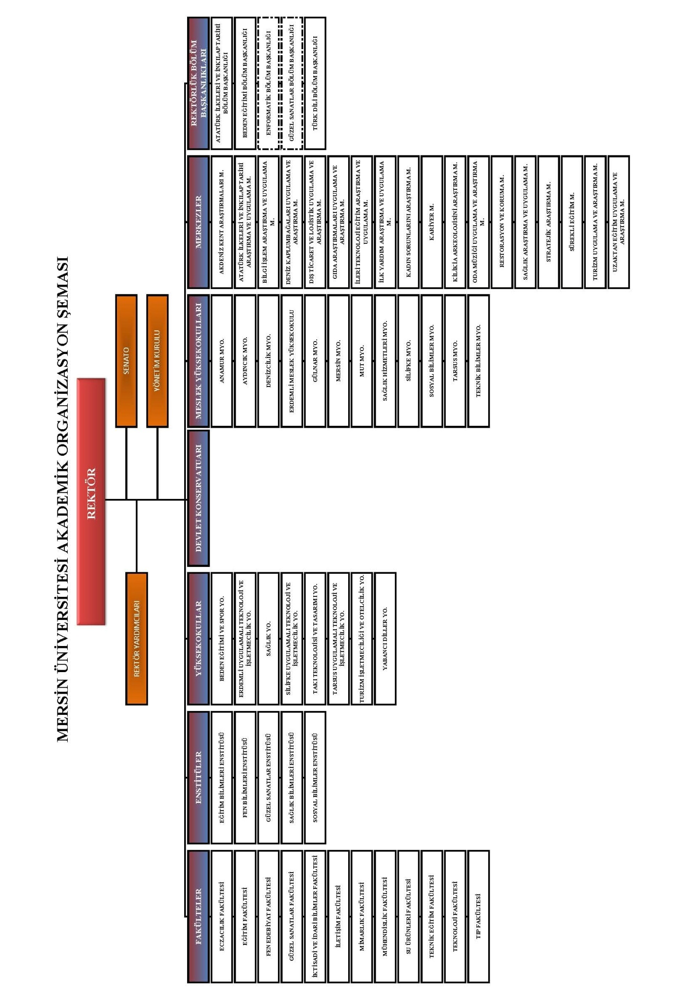 MERSİN ÜNİVERSİTESİ AKADEMİK ORGANİZASYON ŞEMASI
REKTÖR
SENATO
REKTÖR YARDIMCILARI
YÖNETİM KURULU
FAKÜLTELER
ECZACILIK FAKÜLTESİ
EĞİTİM FAKÜLTESİ
FEN EDEBİYAT FAKÜLTESİ
GÜZEL SANATLAR FAKÜLTESİ
İKTİSADİ VE İDARİ BİLİMLER FAKÜLTESİ
İLETİŞİM FAKÜLTESİ
MİMARLIK FAKÜLTESİ
MÜHENDİSLİK FAKÜLTESİ
SU ÜRÜNLERİ FAKÜLTESİ
TEKNİK EĞİTİM FAKÜLTESİ
TEKNOLOJİ FAKÜLTESİ
TIP FAKÜLTESİ
ENSTİTÜLER
EĞİTİM BİLİMLERİ ENSTİTÜSÜ
FEN BİLİMLERİ ENSTİTÜSÜ
GÜZEL SANATLAR ENSTİTÜSÜ
SAĞLIK BİLİMLERİ ENSTİTÜSÜ
SOSYAL BİLİMLER ENSTİTÜSÜ
YÜKSEKOKULLAR
BEDEN EĞİTİMİ VE SPOR YO.
ERDEMLİ UYGULAMALI TEKNOLOJİ VE
İŞLETMECİLİK YO.
SAĞLIK YO.
SİLİFKE UYGULAMALI TEKNOLOJİ VE
İŞLETMECİLİK YO.
TAKI TEKNOLOJİSİ VE TASARIMI YO.
TARSUS UYGULAMALI TEKNOLOJİ VE
İŞLETMECİLİK YO.
TURİZM İŞLETMECİLİĞİ VE OTELCİLİK YO.
YABANCI DİLLER YO.
DEVLET KONSERVATUARI
MESLEK YÜKSEKOKULLARI
ANAMUR MYO.
AYDINCIK MYO.
DENİZCİLİK MYO.
ERDEMLİ MESLEK YÜKSEKOKULU
GÜLNAR MYO.
MERSİN MYO.
MUT MYO.
SAĞLIK HİZMETLERİ MYO.
SİLİFKE MYO.
SOSYAL BİLİMLER MYO.
TARSUS MYO.
TEKNİK BİLİMLER MYO.
MERKEZLER
AKDENİZ KENT ARAŞTIRMALARI M.
ATATÜRK İLKELERİ VE İNKILAP TARİHİ
ARAŞTIRMA VE UYGULAMA M.
BİLGİ İŞLEM ARAŞTIRMA VE UYGULAMA
M.
DENİZ KAPLUMBAĞALARI UYGULAMA VE
ARAŞTIRMA M.
DIŞ TİCARET VE LOJİSTİK UYGULAMA VE
ARAŞTIRMA M.
GIDA ARAŞTIRMALARI UYGULAMA VE
ARAŞTIRMA M.
İLERİ TEKNOLOJİ EĞİTİM ARAŞTIRMA VE
UYGULAMA M.
İLK YARDIM ARAŞTIRMA VE UYGULAMA
M.
KADIN SORUNLARINI ARAŞTIRMA M.
KARİYER M.
KİLİKİA ARKEOLOJİSİNİ ARAŞTIRMA M.
ODA MÜZİĞİ UYGULAMA VE ARAŞTIRMA
M.
RESTORASYON VE KORUMA M.
SAĞLIK ARAŞTIRMA VE UYGULAMA M.
STRATEJİK ARAŞTIRMA M.
SÜREKLİ EĞİTİM M.
TURİZM UYGULAMA VE ARAŞTIRMA M.
UZAKTAN EĞİTİM UYGULAMA VE
ARAŞTIRMA M.
REKTÖRLÜK BÖLÜM
BAŞKANLIKLARI
ATATÜRK İLKELERİ VE İNKILAP TARİHİ
BÖLÜM BAŞKANLIĞI
BEDEN EĞİTİMİ BÖLÜM BAŞKANLIĞI
ENFORMATİK BÖLÜM BAŞKANLIĞI
GÜZEL SANATLAR BÖLÜM BAŞKANLIĞI
TÜRK DİLİ BÖLÜM BAŞKANLIĞI